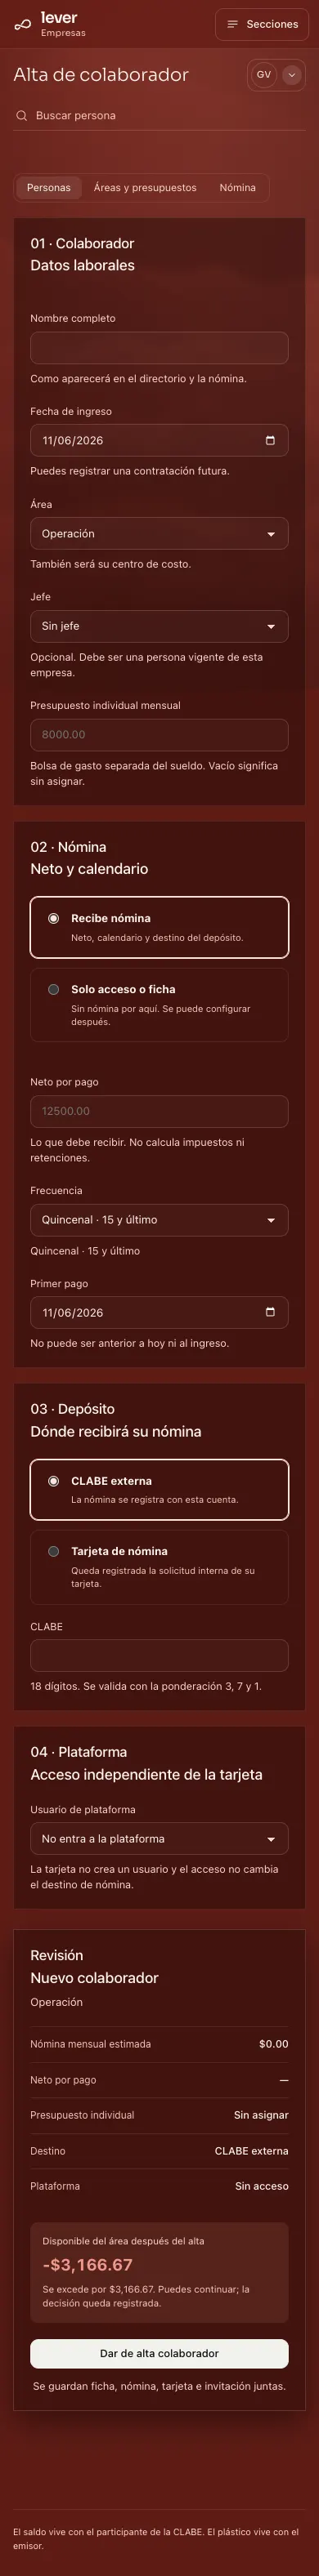 lever
Empresas
Secciones
Alta de colaborador
GV
Buscar persona
Personas
Áreas y presupuestos
Nómina
01 · Colaborador
Datos laborales
Nombre completo
Como aparecerá en el directorio y la nómina.
Fecha de ingreso
11/06/2026
Puedes registrar una contratación futura.
Área
Operación
También será su centro de costo.
Jefe
Sin jefe
Opcional. Debe ser una persona vigente de esta
empresa.
Presupuesto individual mensual
8000.00
Bolsa de gasto separada del sueldo. Vacío significa
sin asignar.
02 · Nómina
Neto y calendario
Recibe nómina
Neto, calendario y destino del depósito.
Solo acceso o ficha
Sin nómina por aquí. Se puede configurar
después.
Neto por pago
12500.00
Lo que debe recibir. No calcula impuestos ni
retenciones.
Frecuencia
Quincenal · 15 y último
Quincenal · 15 y último
Primer pago
11/06/2026
No puede ser anterior a hoy ni al ingreso.
03 · Depósito
Dónde recibirá su nómina
CLABE externa
La nómina se registra con esta cuenta.
Tarjeta de nómina
Queda registrada la solicitud interna de su
tarjeta.
CLABE
18 dígitos. Se valida con la ponderación 3, 7 y 1.
04 · Plataforma
Acceso independiente de la tarjeta
Usuario de plataforma
No entra a la plataforma
La tarjeta no crea un usuario y el acceso no cambia
el destino de nómina.
Revisión
Nuevo colaborador
Operación
Nómina mensual estimada $0.00
Neto por pago —
Presupuesto individual Sin asignar
Destino CLABE externa
Plataforma Sin acceso
Disponible del área después del alta
-$3,166.67
Se excede por $3,166.67. Puedes continuar; la
decisión queda registrada.
Dar de alta colaborador
Se guardan ficha, nómina, tarjeta e invitación juntas.
El saldo vive con el participante de la CLABE. El plástico vive con el
emisor.